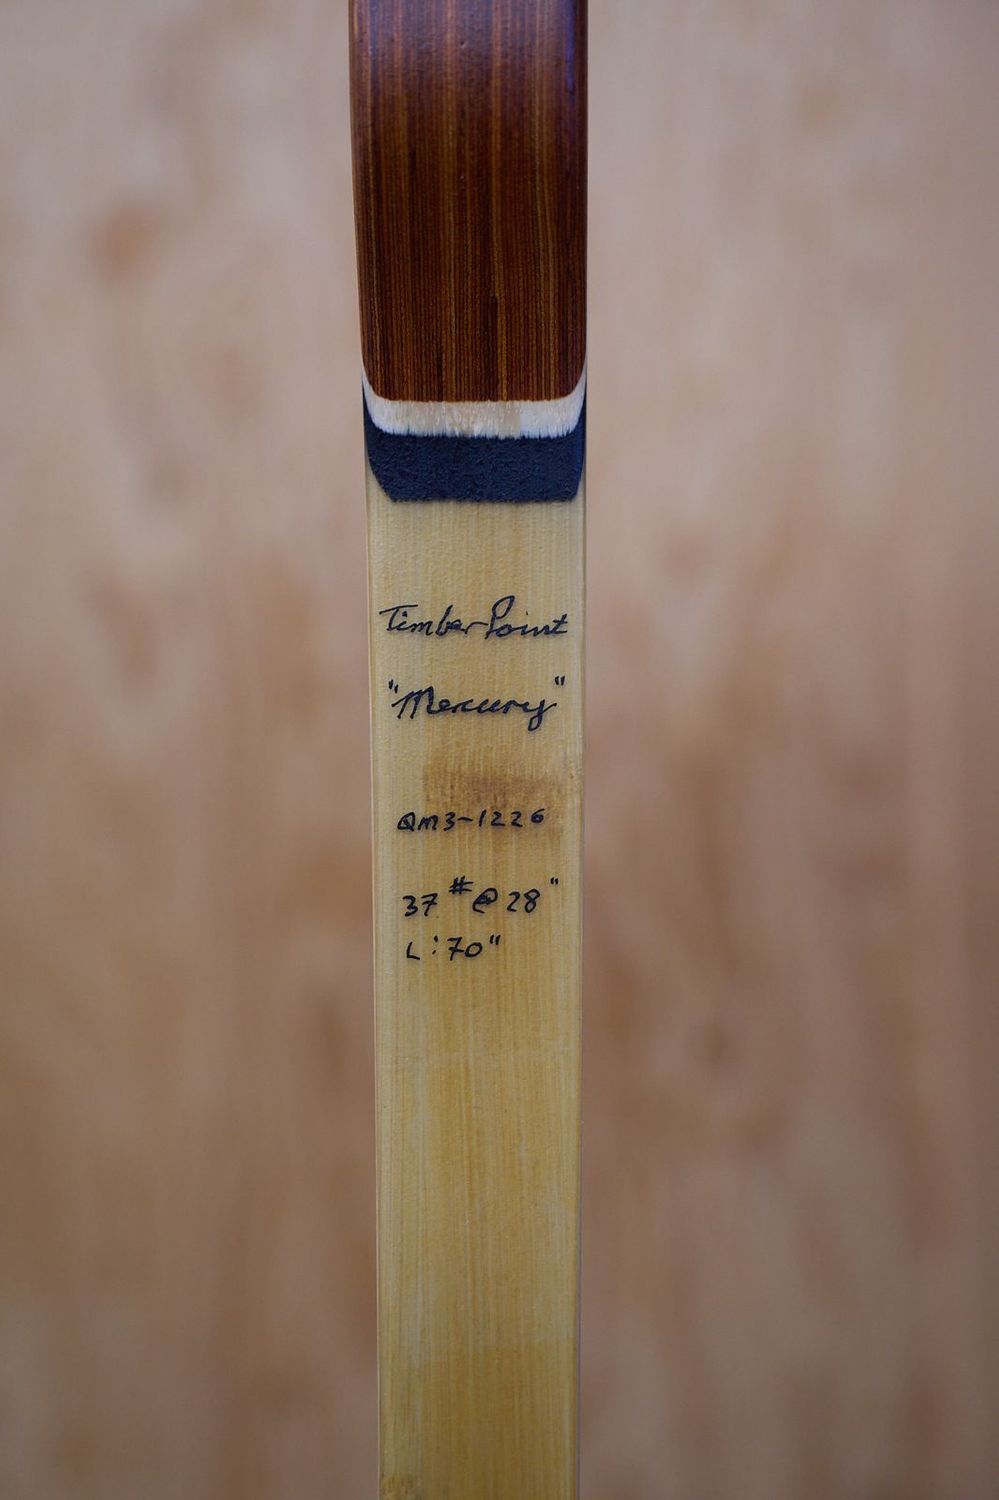 TimberPoint
"Mercury"
QM3-1226
37# @ 28"
L:70"